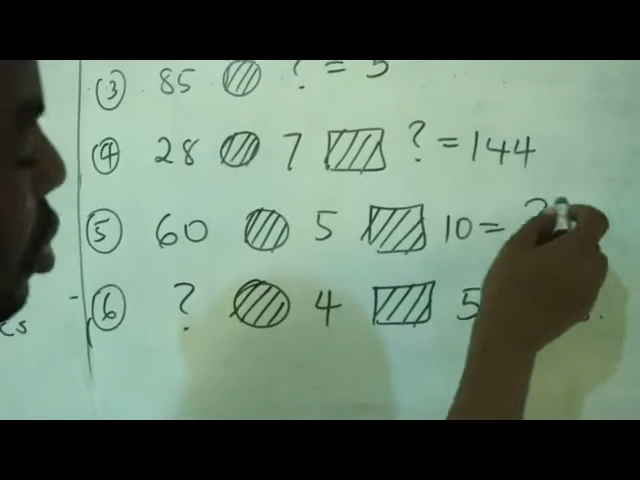 ③ 85 ? = 5
④ 28 7 ? = 144
⑤ 60 5 10 = ?
⑥ ? 4 5